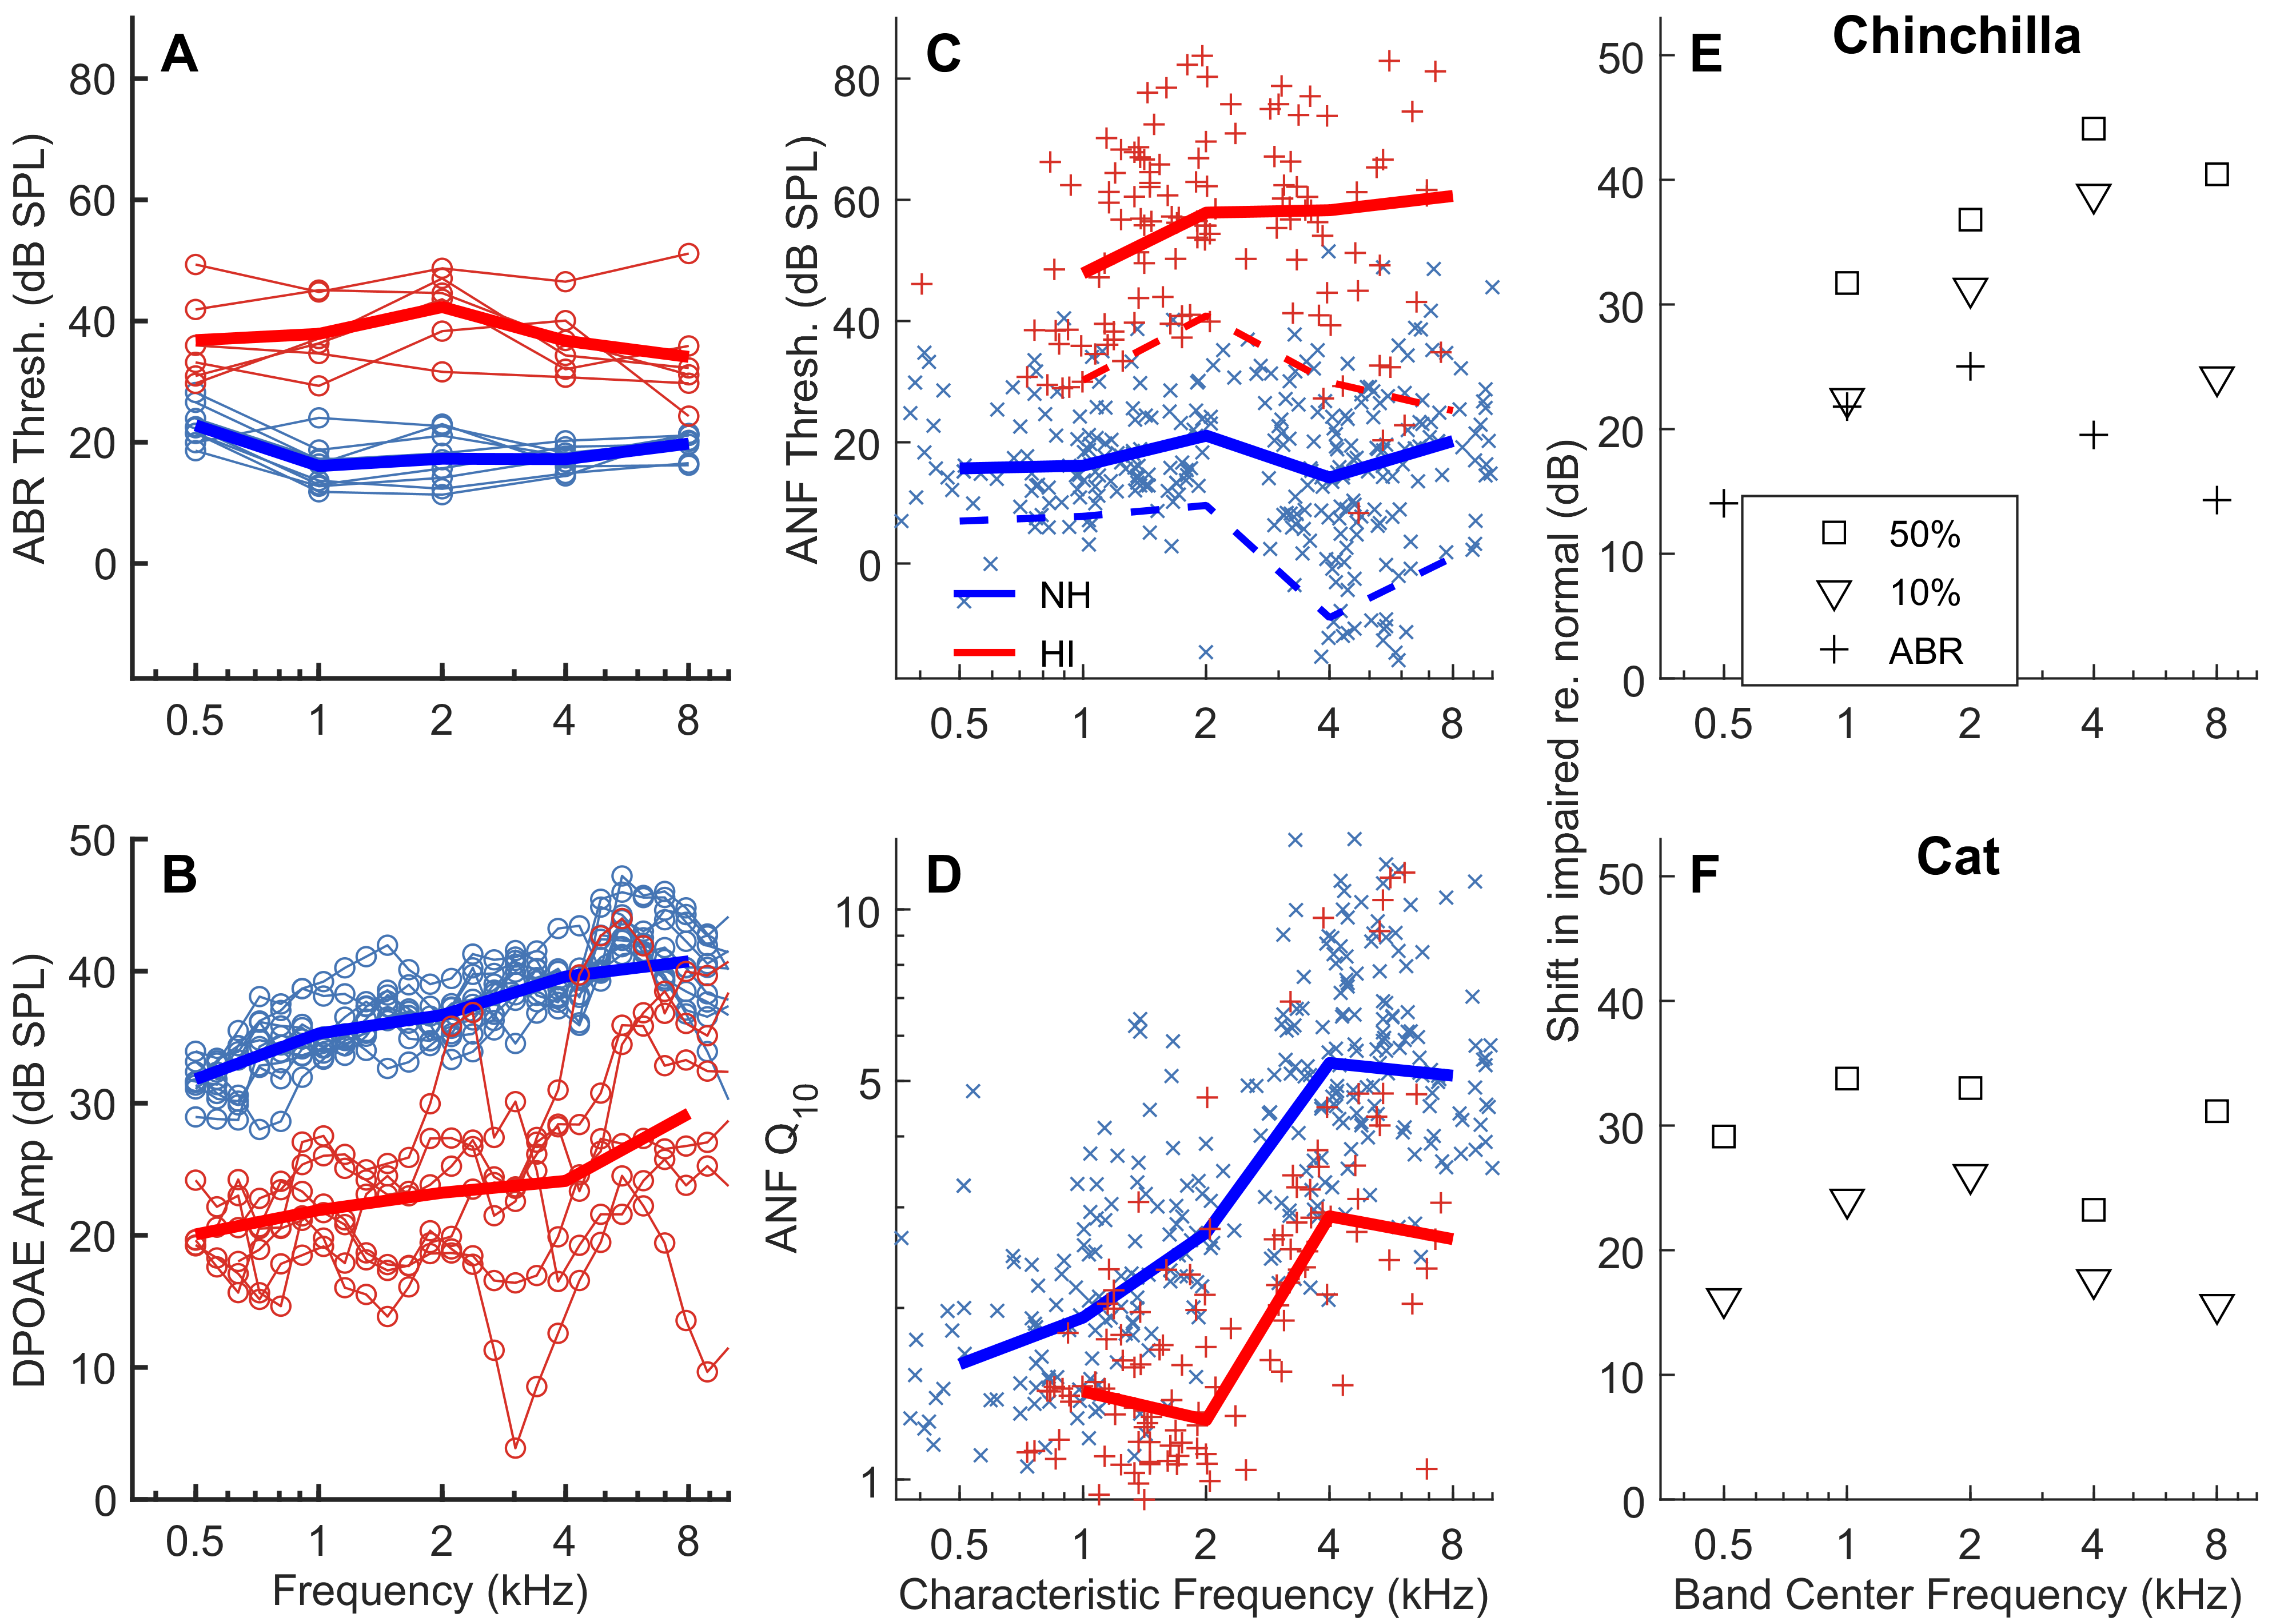 A
80
60
40
20
0
ABR Thresh. (dB SPL)
0.5 1 2 4 8
C
80
60
40
20
0
ANF Thresh. (dB SPL)
NH
HI
0.5 1 2 4 8
E
Chinchilla
50
40
30
20
10
0
50%
10%
ABR
0.5 1 2 4 8
Shift in impaired re. normal (dB)
B
50
40
30
20
10
0
DPOAE Amp (dB SPL)
0.5 1 2 4 8
Frequency (kHz)
D
10
5
1
ANF Q10
0.5 1 2 4 8
Characteristic Frequency (kHz)
F
Cat
50
40
30
20
10
0
0.5 1 2 4 8
Band Center Frequency (kHz)